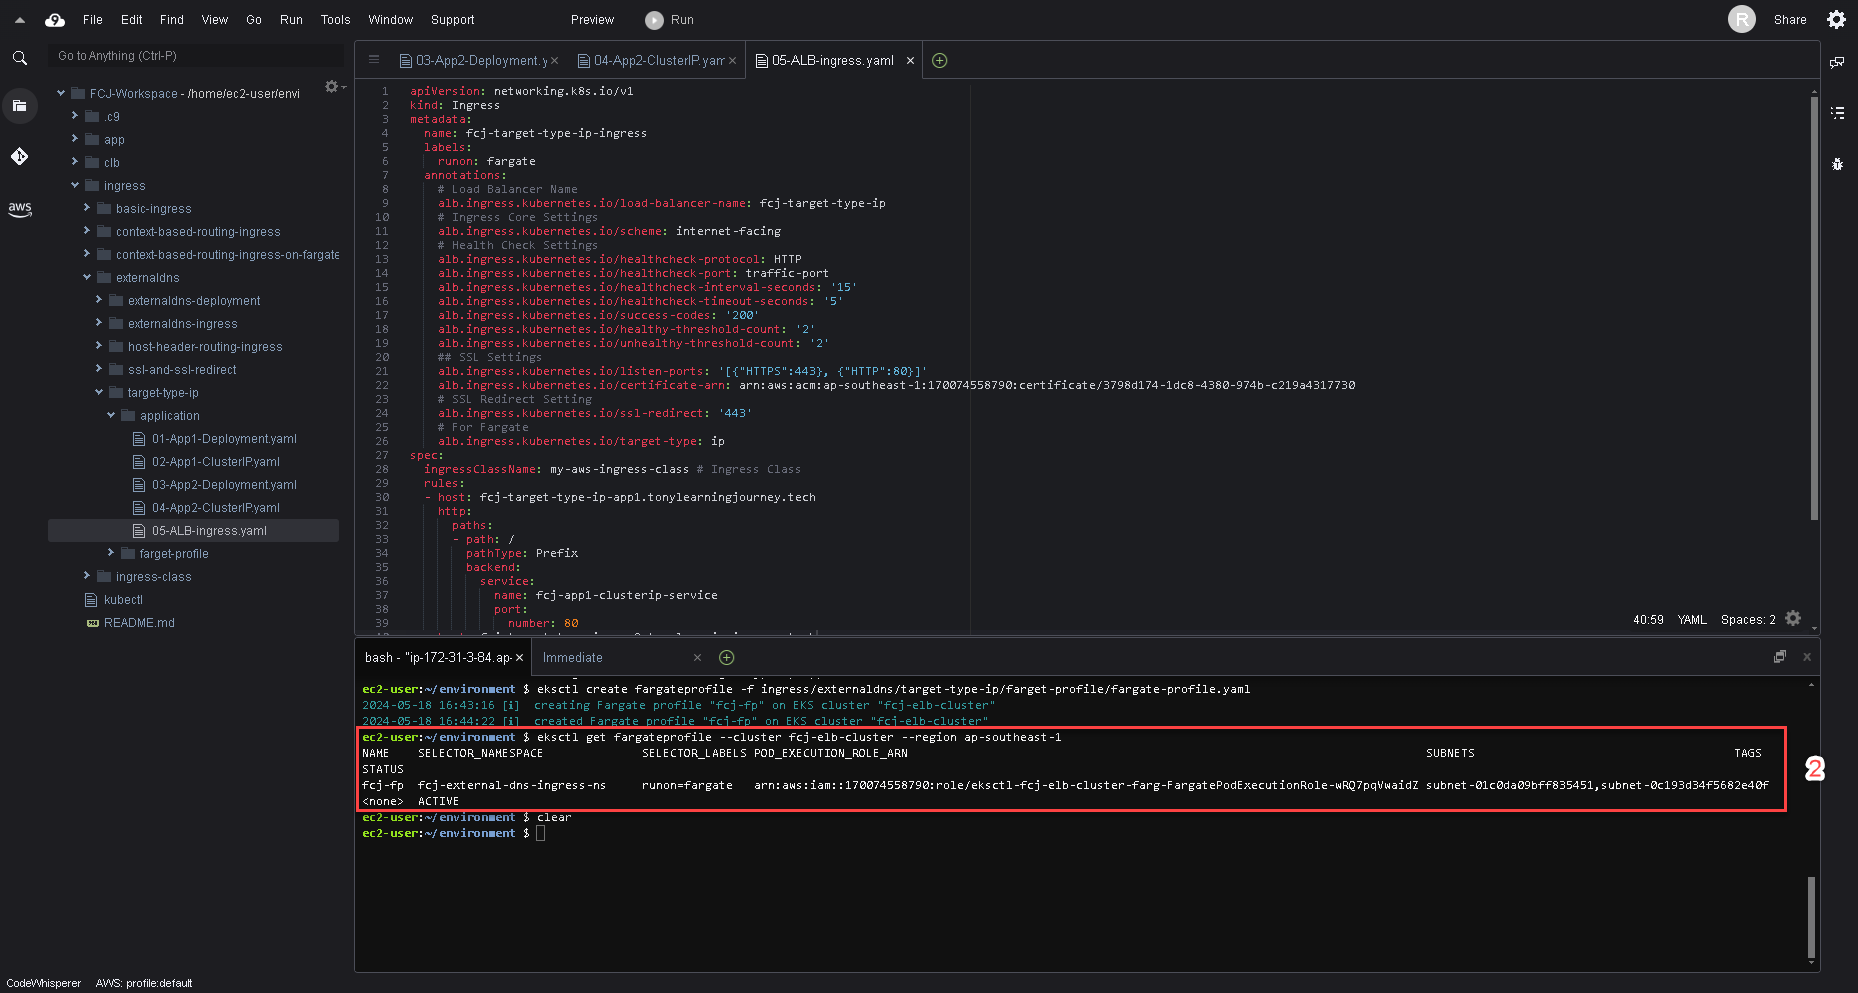 File Edit Find View Go Run Tools Window Support Preview Run R Share
Go to Anything (Ctrl-P)
FCJ-Workspace - /home/ec2-user/envi
.c9
app
clb
ingress
basic-ingress
context-based-routing-ingress
context-based-routing-ingress-on-fargate
externaldns
externaldns-deployment
externaldns-ingress
host-header-routing-ingress
ssl-and-ssl-redirect
target-type-ip
application
01-App1-Deployment.yaml
02-App1-ClusterIP.yaml
03-App2-Deployment.yaml
04-App2-ClusterIP.yaml
05-ALB-ingress.yaml
farget-profile
ingress-class
kubectl
README.md
aws
03-App2-Deployment.y 04-App2-ClusterIP.yam 05-ALB-ingress.yaml
1 apiVersion: networking.k8s.io/v1
2 kind: Ingress
3 metadata:
4 name: fcj-target-type-ip-ingress
5 labels:
6 runon: fargate
7 annotations:
8 # Load Balancer Name
9 alb.ingress.kubernetes.io/load-balancer-name: fcj-target-type-ip
10 # Ingress Core Settings
11 alb.ingress.kubernetes.io/scheme: internet-facing
12 # Health Check Settings
13 alb.ingress.kubernetes.io/healthcheck-protocol: HTTP
14 alb.ingress.kubernetes.io/healthcheck-port: traffic-port
15 alb.ingress.kubernetes.io/healthcheck-interval-seconds: '15'
16 alb.ingress.kubernetes.io/healthcheck-timeout-seconds: '5'
17 alb.ingress.kubernetes.io/success-codes: '200'
18 alb.ingress.kubernetes.io/healthy-threshold-count: '2'
19 alb.ingress.kubernetes.io/unhealthy-threshold-count: '2'
20 ## SSL Settings
21 alb.ingress.kubernetes.io/listen-ports: '[{"HTTPS":443}, {"HTTP":80}]'
22 alb.ingress.kubernetes.io/certificate-arn: arn:aws:acm:ap-southeast-1:170074558790:certificate/3798d174-1dc8-4380-974b-c219a4317730
23 # SSL Redirect Setting
24 alb.ingress.kubernetes.io/ssl-redirect: '443'
25 # For Fargate
26 alb.ingress.kubernetes.io/target-type: ip
27 spec:
28 ingressClassName: my-aws-ingress-class # Ingress Class
29 rules:
30 - host: fcj-target-type-ip-app1.tonylearningjourney.tech
31 http:
32 paths:
33 - path: /
34 pathType: Prefix
35 backend:
36 service:
37 name: fcj-app1-clusterip-service
38 port:
39 number: 80
40:59 YAML Spaces: 2
bash - "ip-172-31-3-84.ap- Immediate
ec2-user:~/environment $ eksctl create fargateprofile -f ingress/externaldns/target-type-ip/farget-profile/fargate-profile.yaml
2024-05-18 16:43:16 [i] creating Fargate profile "fcj-fp" on EKS cluster "fcj-elb-cluster"
2024-05-18 16:44:22 [i] created Fargate profile "fcj-fp" on EKS cluster "fcj-elb-cluster"
ec2-user:~/environment $ eksctl get fargateprofile --cluster fcj-elb-cluster --region ap-southeast-1
NAME SELECTOR_NAMESPACE SELECTOR_LABELS POD_EXECUTION_ROLE_ARN SUBNETS TAGS
STATUS
fcj-fp fcj-external-dns-ingress-ns runon=fargate arn:aws:iam::170074558790:role/eksctl-fcj-elb-cluster-farg-FargatePodExecutionRole-wRQ7pqVwaidZ subnet-01c0da09bff835451,subnet-0c193d34f5682e40f
<none> ACTIVE
2
ec2-user:~/environment $ clear
ec2-user:~/environment $
CodeWhisperer AWS: profile:default